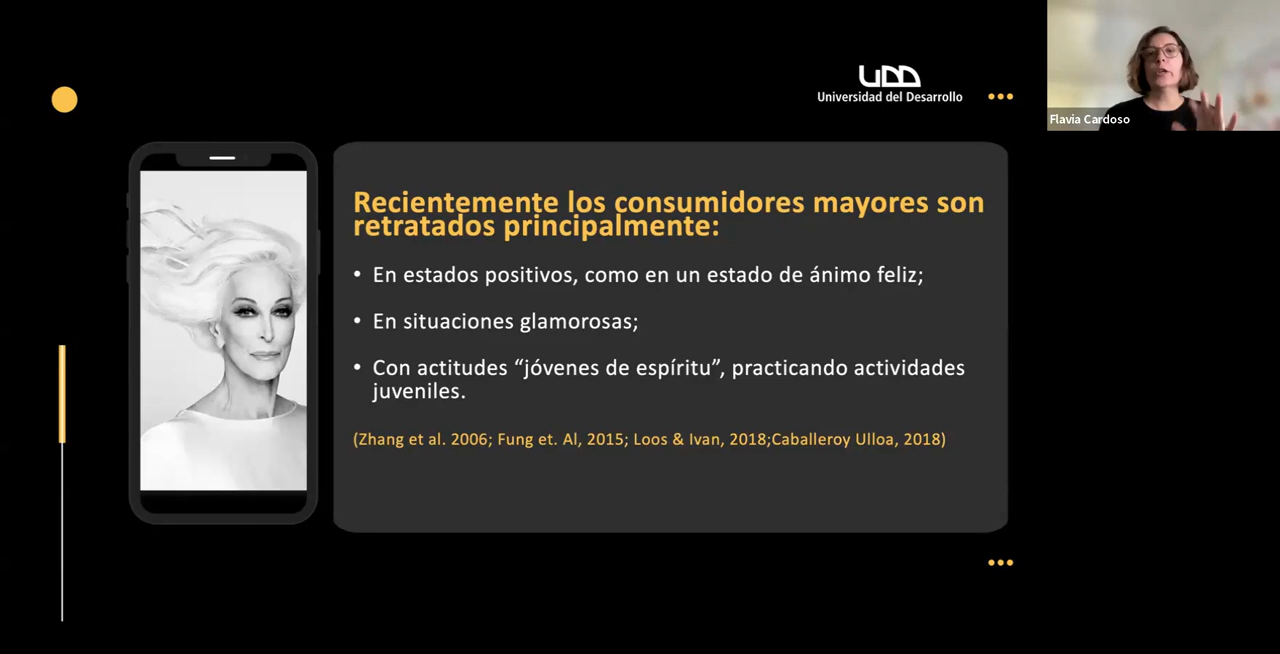 UDD
Universidad del Desarrollo
Flavia Cardoso
Recientemente los consumidores mayores son
retratados principalmente:
• En estados positivos, como en un estado de ánimo feliz;
• En situaciones glamorosas;
• Con actitudes “jóvenes de espíritu”, practicando actividades
juveniles.
(Zhang et al. 2006; Fung et. Al, 2015; Loos & Ivan, 2018;Caballeroy Ulloa, 2018)